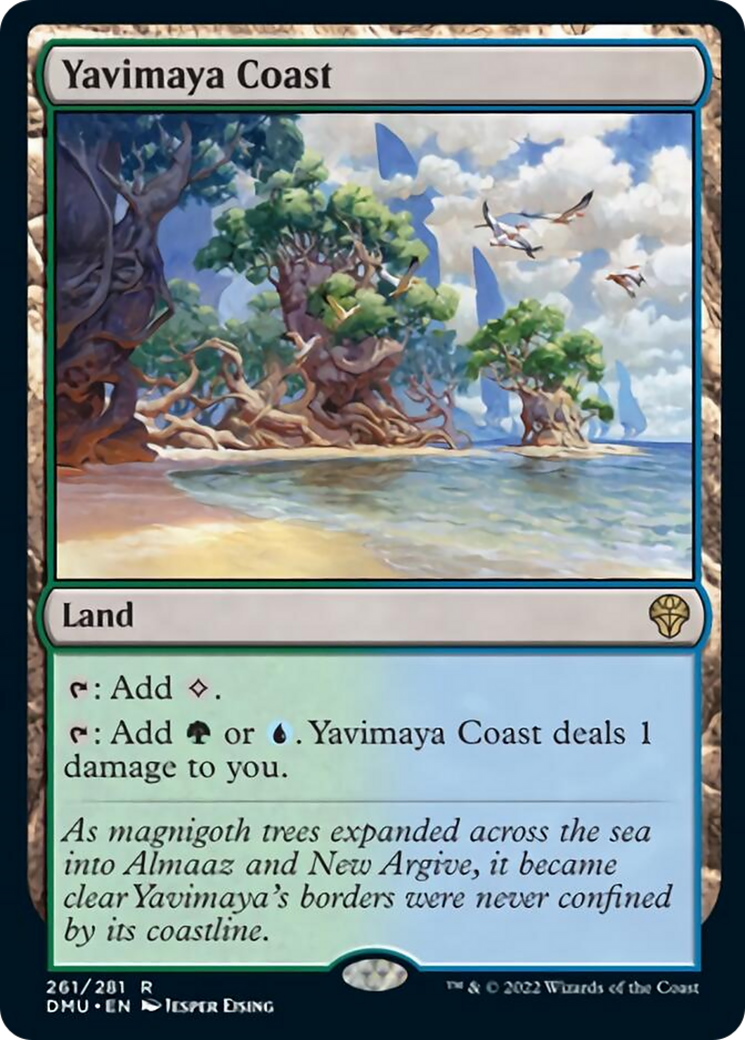 Yavimaya Coast
Land
: Add .
: Add or . Yavimaya Coast deals 1
damage to you.
As magnigoth trees expanded across the sea
into Almaaz and New Argive, it became
clear Yavimaya's borders were never confined
by its coastline.
261/281 R
DMU • EN Jesper Ejsing
™ & © 2022 Wizards of the Coast